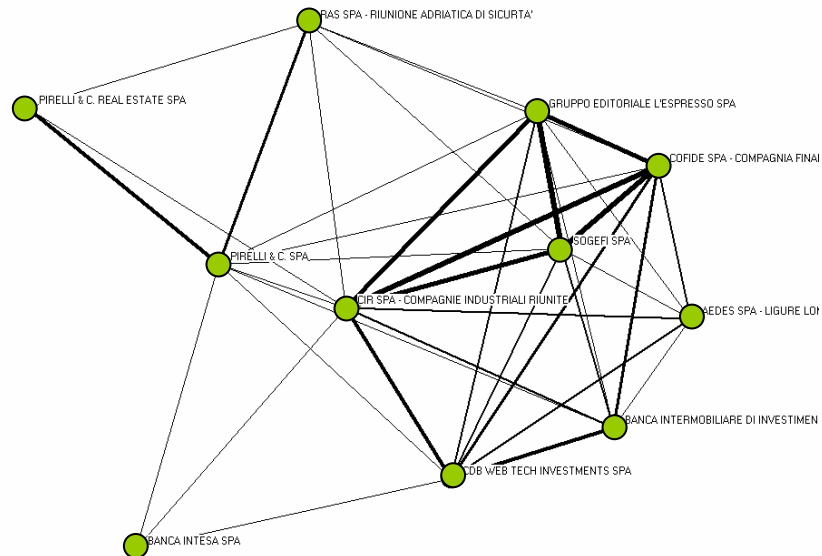 RAS SPA - RIUNIONE ADRIATICA DI SICURTA'
PIRELLI & C. REAL ESTATE SPA
GRUPPO EDITORIALE L'ESPRESSO SPA
COFIDE SPA - COMPAGNIA FINA
SOGEFI SPA
PIRELLI & C. SPA
CIR SPA - COMPAGNIE INDUSTRIALI RIUNITE
AEDES SPA - LIGURE LOM
BANCA INTERMOBILIARE DI INVESTIMEN
CDB WEB TECH INVESTMENTS SPA
BANCA INTESA SPA